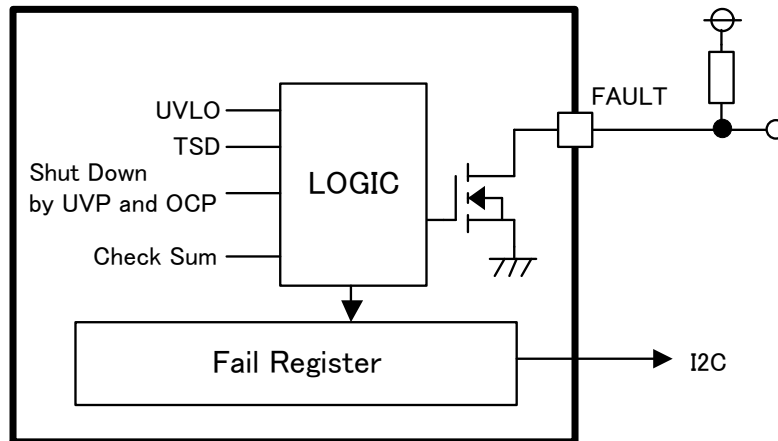 FAULT
UVLO
TSD
Shut Down
by UVP and OCP
LOGIC
Check Sum
Fail Register
I2C